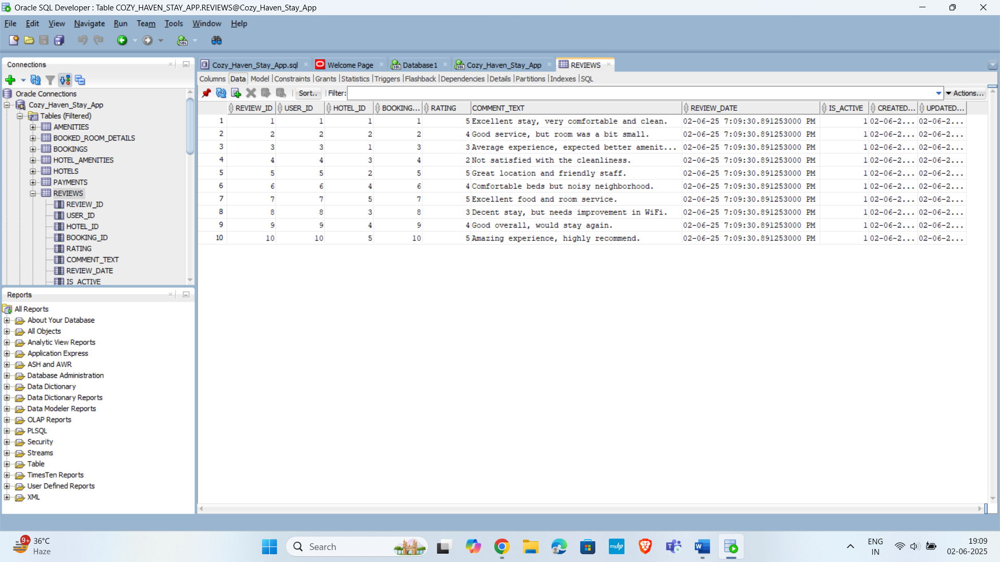 Oracle SQL Developer : Table COZY_HAVEN_STAY_APP.REVIEWS@Cozy_Haven_Stay_App
File Edit View Navigate Run Team Tools Window Help
Connections
Oracle Connections
Cozy_Haven_Stay_App
Tables (Filtered)
AMENITIES
BOOKED_ROOM_DETAILS
BOOKINGS
HOTEL_AMENITIES
HOTELS
PAYMENTS
REVIEWS
REVIEW_ID
USER_ID
HOTEL_ID
BOOKING_ID
RATING
COMMENT_TEXT
REVIEW_DATE
IS_ACTIVE
Reports
All Reports
About Your Database
All Objects
Analytic View Reports
Application Express
ASH and AWR
Database Administration
Data Dictionary
Data Dictionary Reports
Data Modeler Reports
OLAP Reports
PLSQL
Security
Streams
Table
TimesTen Reports
User Defined Reports
XML
Cozy_Haven_Stay_App.sql Welcome Page Database1 Cozy_Haven_Stay_App REVIEWS
Columns Data Model Constraints Grants Statistics Triggers Flashback Dependencies Details Partitions Indexes SQL
Sort.. Filter: Actions...
REVIEW_ID USER_ID HOTEL_ID BOOKING... RATING COMMENT_TEXT REVIEW_DATE IS_ACTIVE CREATED... UPDATED...
1 1 1 1 1 5 Excellent stay, very comfortable and clean. 02-06-25 7:09:30.891253000 PM 1 02-06-2... 02-06-2...
2 2 2 2 2 4 Good service, but room was a bit small. 02-06-25 7:09:30.891253000 PM 1 02-06-2... 02-06-2...
3 3 3 1 3 3 Average experience, expected better amenit... 02-06-25 7:09:30.891253000 PM 1 02-06-2... 02-06-2...
4 4 4 3 4 2 Not satisfied with the cleanliness. 02-06-25 7:09:30.891253000 PM 1 02-06-2... 02-06-2...
5 5 5 2 5 5 Great location and friendly staff. 02-06-25 7:09:30.891253000 PM 1 02-06-2... 02-06-2...
6 6 6 4 6 4 Comfortable beds but noisy neighborhood. 02-06-25 7:09:30.891253000 PM 1 02-06-2... 02-06-2...
7 7 7 5 7 5 Excellent food and room service. 02-06-25 7:09:30.891253000 PM 1 02-06-2... 02-06-2...
8 8 8 3 8 3 Decent stay, but needs improvement in WiFi. 02-06-25 7:09:30.891253000 PM 1 02-06-2... 02-06-2...
9 9 9 4 9 4 Good overall, would stay again. 02-06-25 7:09:30.891253000 PM 1 02-06-2... 02-06-2...
10 10 10 5 10 5 Amazing experience, highly recommend. 02-06-25 7:09:30.891253000 PM 1 02-06-2... 02-06-2...
9+ 36°C
Haze
Search
myhp
ENG
IN
19:09
02-06-2025